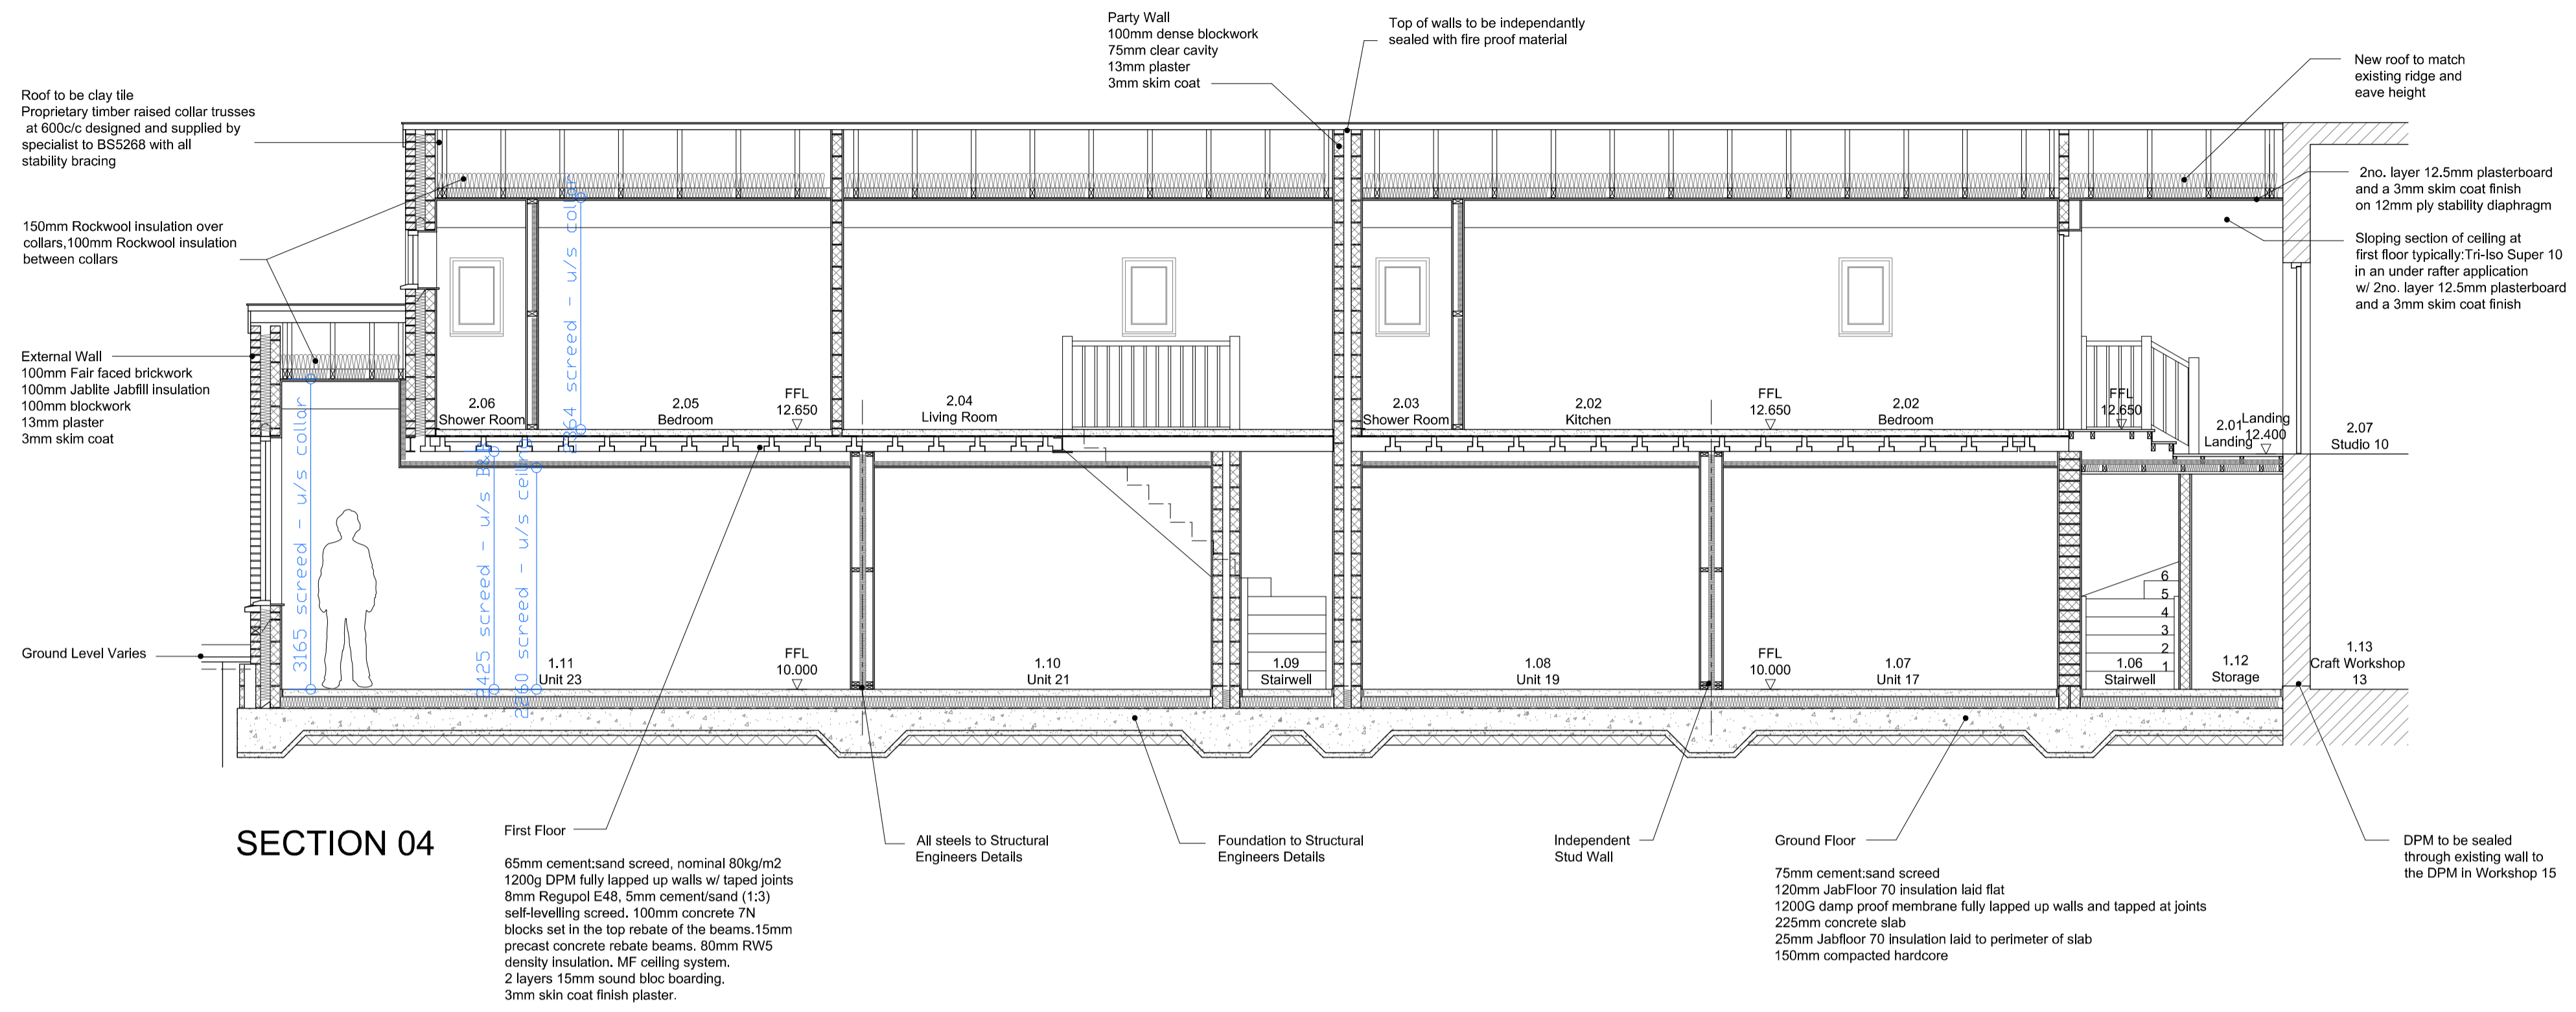 Party Wall
100mm dense blockwork
75mm clear cavity
13mm plaster
3mm skim coat
Top of walls to be independantly
sealed with fire proof material
New roof to match
existing ridge and
eave height
Roof to be clay tile
Proprietary timber raised collar trusses
at 600c/c designed and supplied by
specialist to BS5268 with all
stability bracing
2no. layer 12.5mm plasterboard
and a 3mm skim coat finish
on 12mm ply stability diaphragm
150mm Rockwool insulation over
collars,100mm Rockwool insulation
between collars
Sloping section of ceiling at
first floor typically:Tri-Iso Super 10
in an under rafter application
w/ 2no. layer 12.5mm plasterboard
and a 3mm skim coat finish
External Wall
100mm Fair faced brickwork
100mm Jablite Jabfill insulation
100mm blockwork
13mm plaster
3mm skim coat
Ground Level Varies
3165 screed - u/s collar
screed - u/s
screed - u/s ceiling
screed - u/s collar
2.06
Shower Room
2.05
Bedroom
FFL
12.650
2.04
Living Room
2.03
Shower Room
2.02
Kitchen
FFL
12.650
2.02
Bedroom
FFL
12.650
2.01
Landing
Landing
12.400
2.07
Studio 10
1.11
Unit 23
FFL
10.000
1.10
Unit 21
1.09
Stairwell
1.08
Unit 19
FFL
10.000
1.07
Unit 17
6
5
4
3
2
1
1.06
Stairwell
1.12
Storage
1.13
Craft Workshop
13
SECTION 04
First Floor
65mm cement:sand screed, nominal 80kg/m2
1200g DPM fully lapped up walls w/ taped joints
8mm Regupol E48, 5mm cement/sand (1:3)
self-levelling screed. 100mm concrete 7N
blocks set in the top rebate of the beams.15mm
precast concrete rebate beams. 80mm RW5
density insulation. MF ceiling system.
2 layers 15mm sound bloc boarding.
3mm skin coat finish plaster.
All steels to Structural
Engineers Details
Foundation to Structural
Engineers Details
Independent
Stud Wall
Ground Floor
75mm cement:sand screed
120mm JabFloor 70 insulation laid flat
1200G damp proof membrane fully lapped up walls and tapped at joints
225mm concrete slab
25mm Jabfloor 70 insulation laid to perimeter of slab
150mm compacted hardcore
DPM to be sealed
through existing wall to
the DPM in Workshop 15